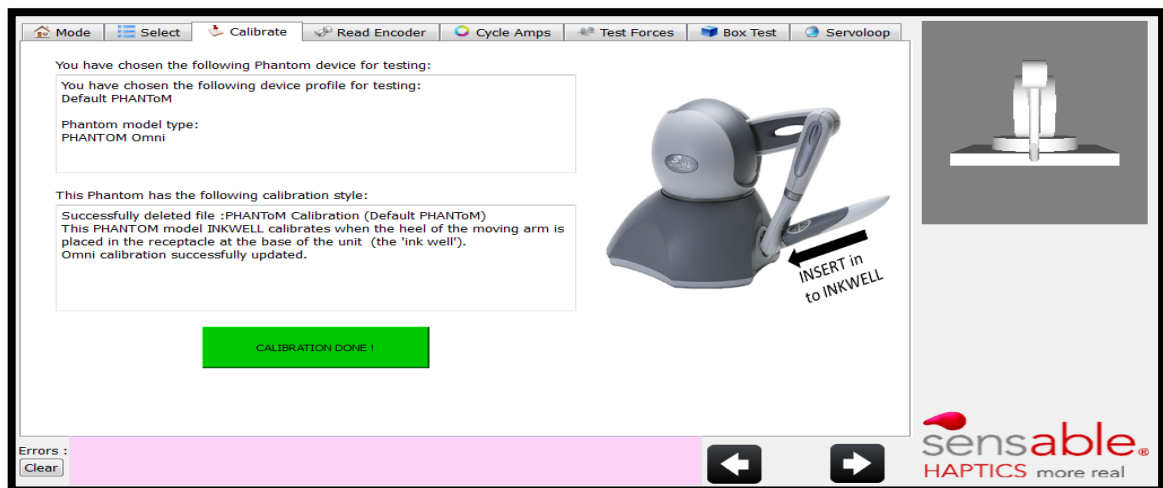 Mode Select Calibrate Read Encoder Cycle Amps Test Forces Box Test Servoloop
You have chosen the following Phantom device for testing:
You have chosen the following device profile for testing:
Default PHANToM
Phantom model type:
PHANTOM Omni
This Phantom has the following calibration style:
Successfully deleted file :PHANToM Calibration (Default PHANToM)
This PHANTOM model INKWELL calibrates when the heel of the moving arm is
placed in the receptacle at the base of the unit (the 'ink well').
Omni calibration successfully updated.
INSERT in
to INKWELL
CALIBRATION DONE !
Errors :
Clear
sensable®
HAPTICS more real